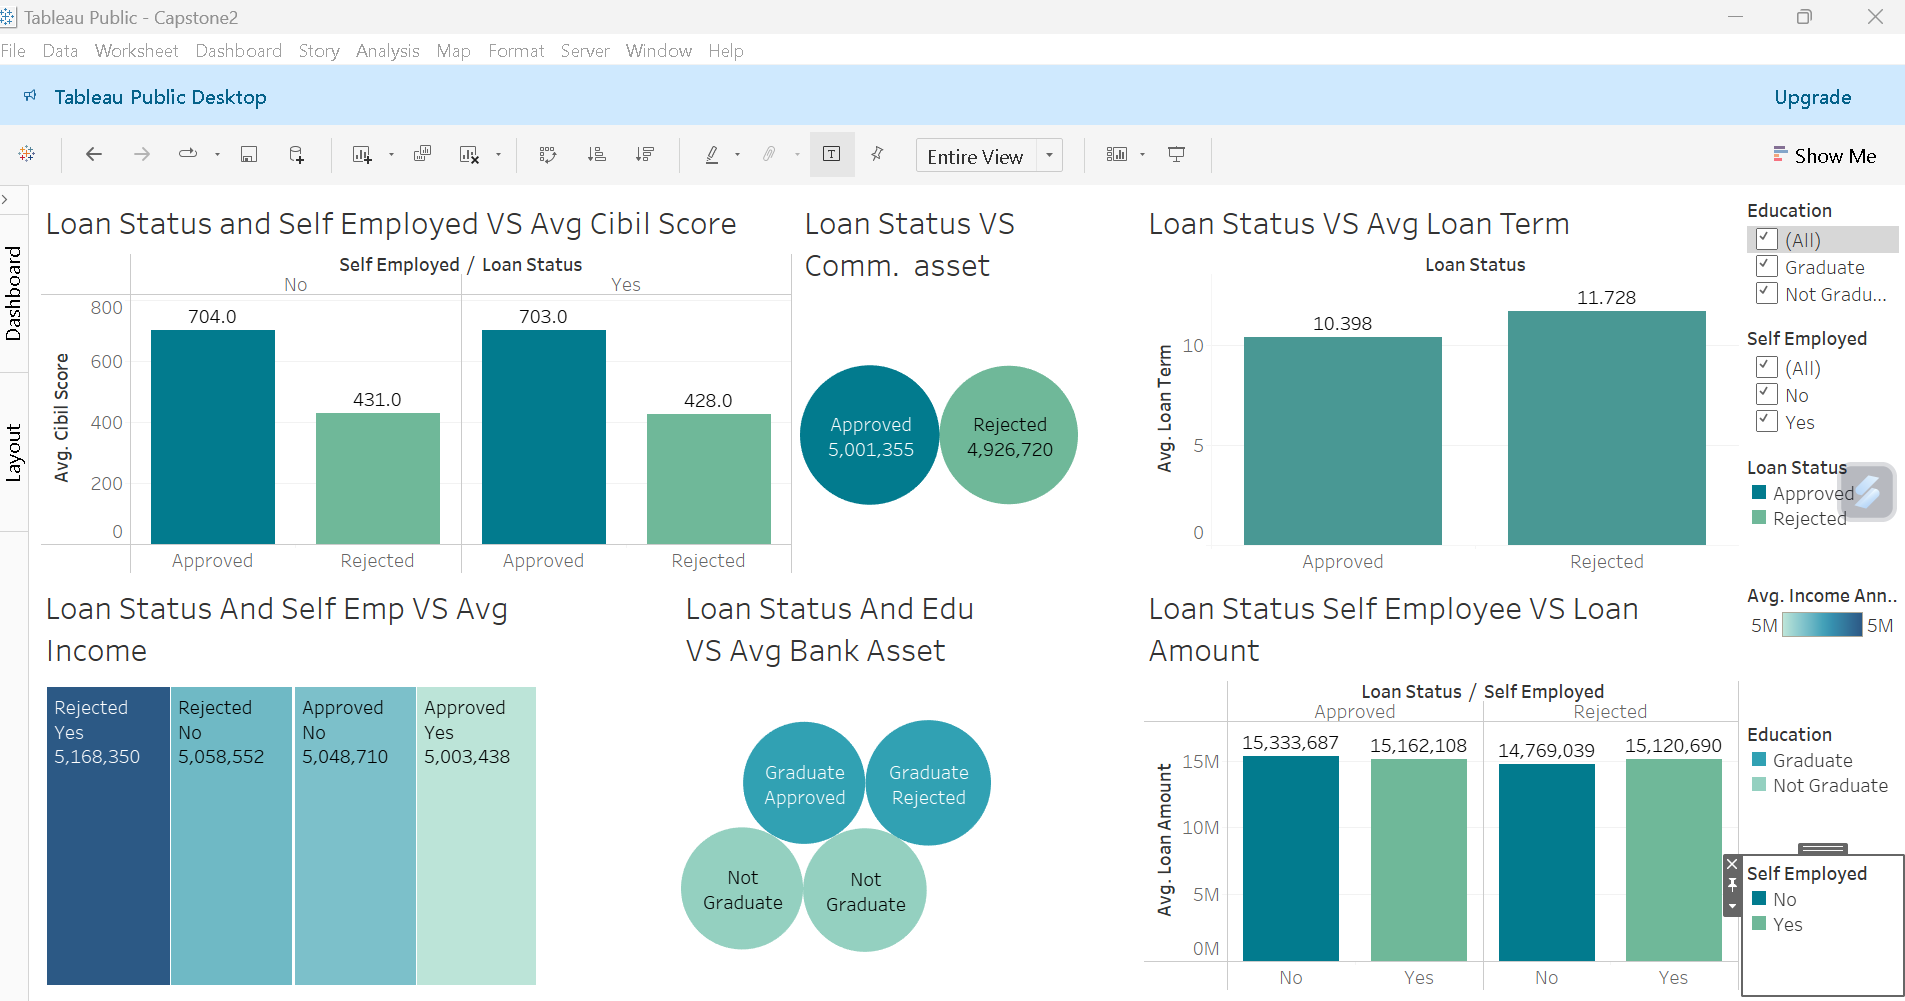 Tableau Public - Capstone2
File Data Worksheet Dashboard Story Analysis Map Format Server Window Help
Tableau Public Desktop
Upgrade
Entire View
Show Me
Dashboard
Layout
Loan Status and Self Employed VS Avg Cibil Score
Self Employed / Loan Status
No Yes
Avg. Cibil Score
800
600
400
200
0
704.0
431.0
703.0
428.0
Approved Rejected Approved Rejected
Loan Status VS
Comm. asset
Approved
5,001,355
Rejected
4,926,720
Loan Status VS Avg Loan Term
Loan Status
Avg. Loan Term
10
5
0
10.398
11.728
Approved Rejected
Education
(All)
Graduate
Not Gradu...
Self Employed
(All)
No
Yes
Loan Status
Approved
Rejected
Avg. Income Ann..
5M 5M
Loan Status And Self Emp VS Avg
Income
Rejected
Yes
5,168,350
Rejected
No
5,058,552
Approved
No
5,048,710
Approved
Yes
5,003,438
Loan Status And Edu
VS Avg Bank Asset
Graduate
Approved
Graduate
Rejected
Not
Graduate
Not
Graduate
Loan Status Self Employee VS Loan
Amount
Loan Status / Self Employed
Approved Rejected
Avg. Loan Amount
15M
10M
5M
0M
15,333,687
15,162,108
14,769,039
15,120,690
No Yes No Yes
Education
Graduate
Not Graduate
Self Employed
No
Yes